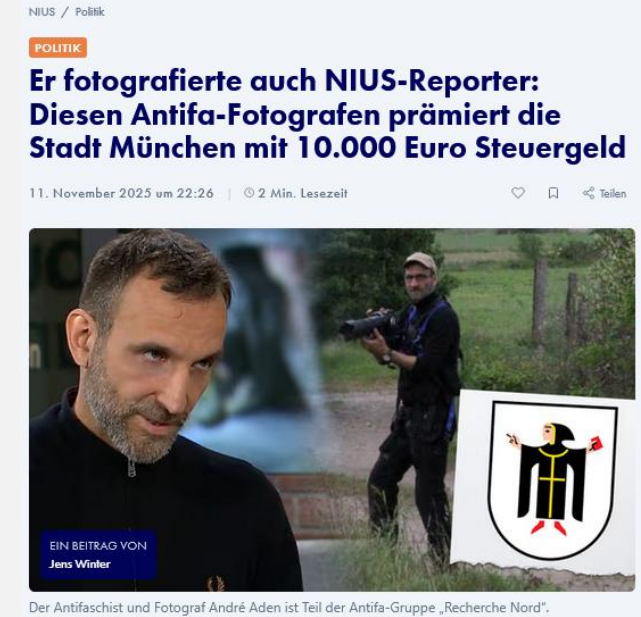 NIUS / Politik
POLITIK
Er fotografierte auch NIUS-Reporter:
Diesen Antifa-Fotografen prämiert die
Stadt München mit 10.000 Euro Steuergeld
11. November 2025 um 22:26 | 2 Min. Lesezeit Teilen
EIN BEITRAG VON
Jens Winter
Der Antifaschist und Fotograf André Aden ist Teil der Antifa-Gruppe „Recherche Nord“.